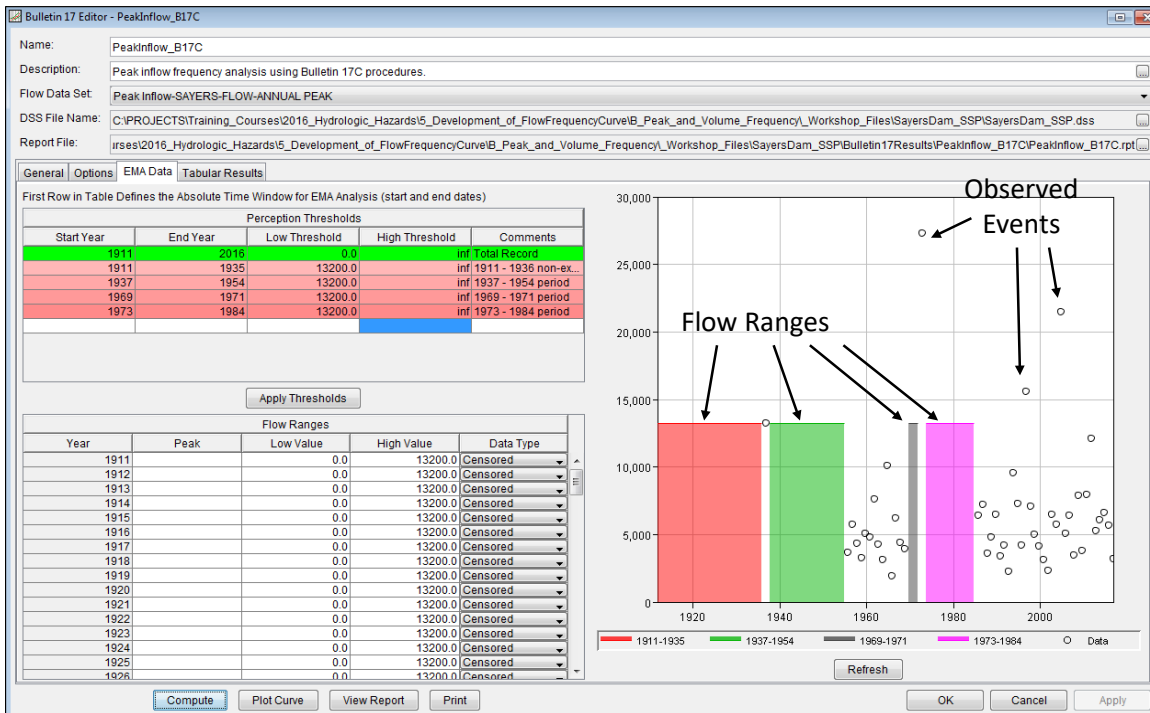 Bulletin 17 Editor - PeakInflow_B17C
Name: PeakInflow_B17C
Description: Peak inflow frequency analysis using Bulletin 17C procedures.
Flow Data Set: Peak Inflow-SAYERS-FLOW-ANNUAL PEAK
DSS File Name: C:\PROJECTS\Training_Courses\2016_Hydrologic_Hazards\5_Development_of_FlowFrequencyCurve\B_Peak_and_Volume_Frequency\_Workshop_Files\SayersDam_SSP\SayersDam_SSP.dss
Report File: ırses\2016_Hydrologic_Hazards\5_Development_of_FlowFrequencyCurve\B_Peak_and_Volume_Frequency\_Workshop_Files\SayersDam_SSP\Bulletin17Results\PeakInflow_B17C\PeakInflow_B17C.rpt
General Options EMA Data Tabular Results
First Row in Table Defines the Absolute Time Window for EMA Analysis (start and end dates)
Perception Thresholds
Start Year End Year Low Threshold High Threshold Comments
1911 2016 0.0 inf Total Record
1911 1935 13200.0 inf 1911 - 1936 non-ex...
1937 1954 13200.0 inf 1937 - 1954 period
1969 1971 13200.0 inf 1969 - 1971 period
1973 1984 13200.0 inf 1973 - 1984 period
Apply Thresholds
Flow Ranges
Year Peak Low Value High Value Data Type
1911 0.0 13200.0 Censored
1912 0.0 13200.0 Censored
1913 0.0 13200.0 Censored
1914 0.0 13200.0 Censored
1915 0.0 13200.0 Censored
1916 0.0 13200.0 Censored
1917 0.0 13200.0 Censored
1918 0.0 13200.0 Censored
1919 0.0 13200.0 Censored
1920 0.0 13200.0 Censored
1921 0.0 13200.0 Censored
1922 0.0 13200.0 Censored
1923 0.0 13200.0 Censored
1924 0.0 13200.0 Censored
1925 0.0 13200.0 Censored
1926 0.0 13200.0 Censored
Observed
Events
Flow Ranges
30,000
25,000
20,000
15,000
10,000
5,000
0
1920 1940 1960 1980 2000
1911-1935 1937-1954 1969-1971 1973-1984 Data
Refresh
Compute Plot Curve View Report Print OK Cancel Apply